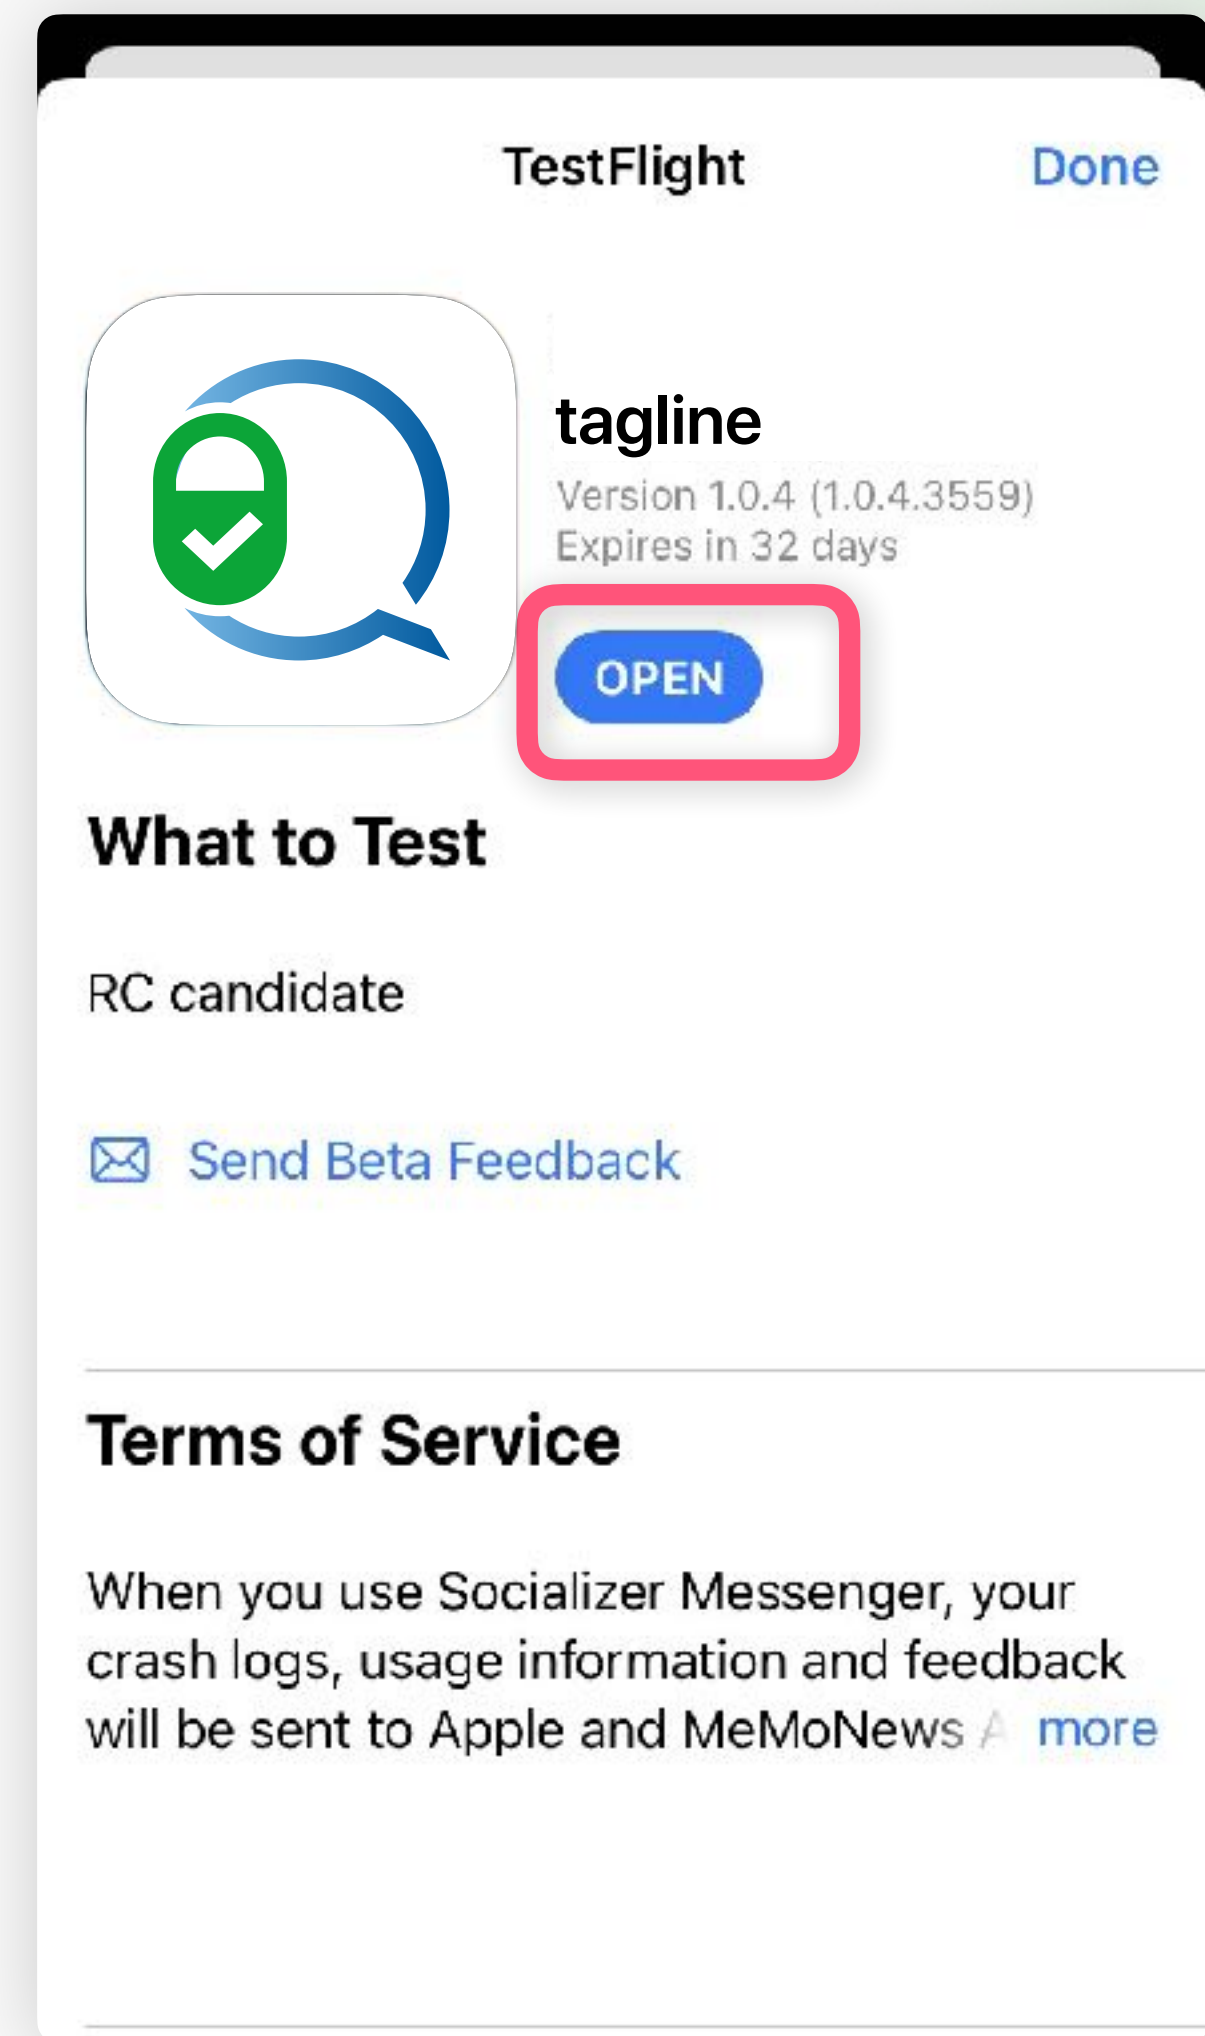 TestFlight
Done
tagline
Version 1.0.4 (1.0.4.3559)
Expires in 32 days
OPEN
What to Test
RC candidate
Send Beta Feedback
Terms of Service
When you use Socializer Messenger, your
crash logs, usage information and feedback
will be sent to Apple and MeMoNews A more